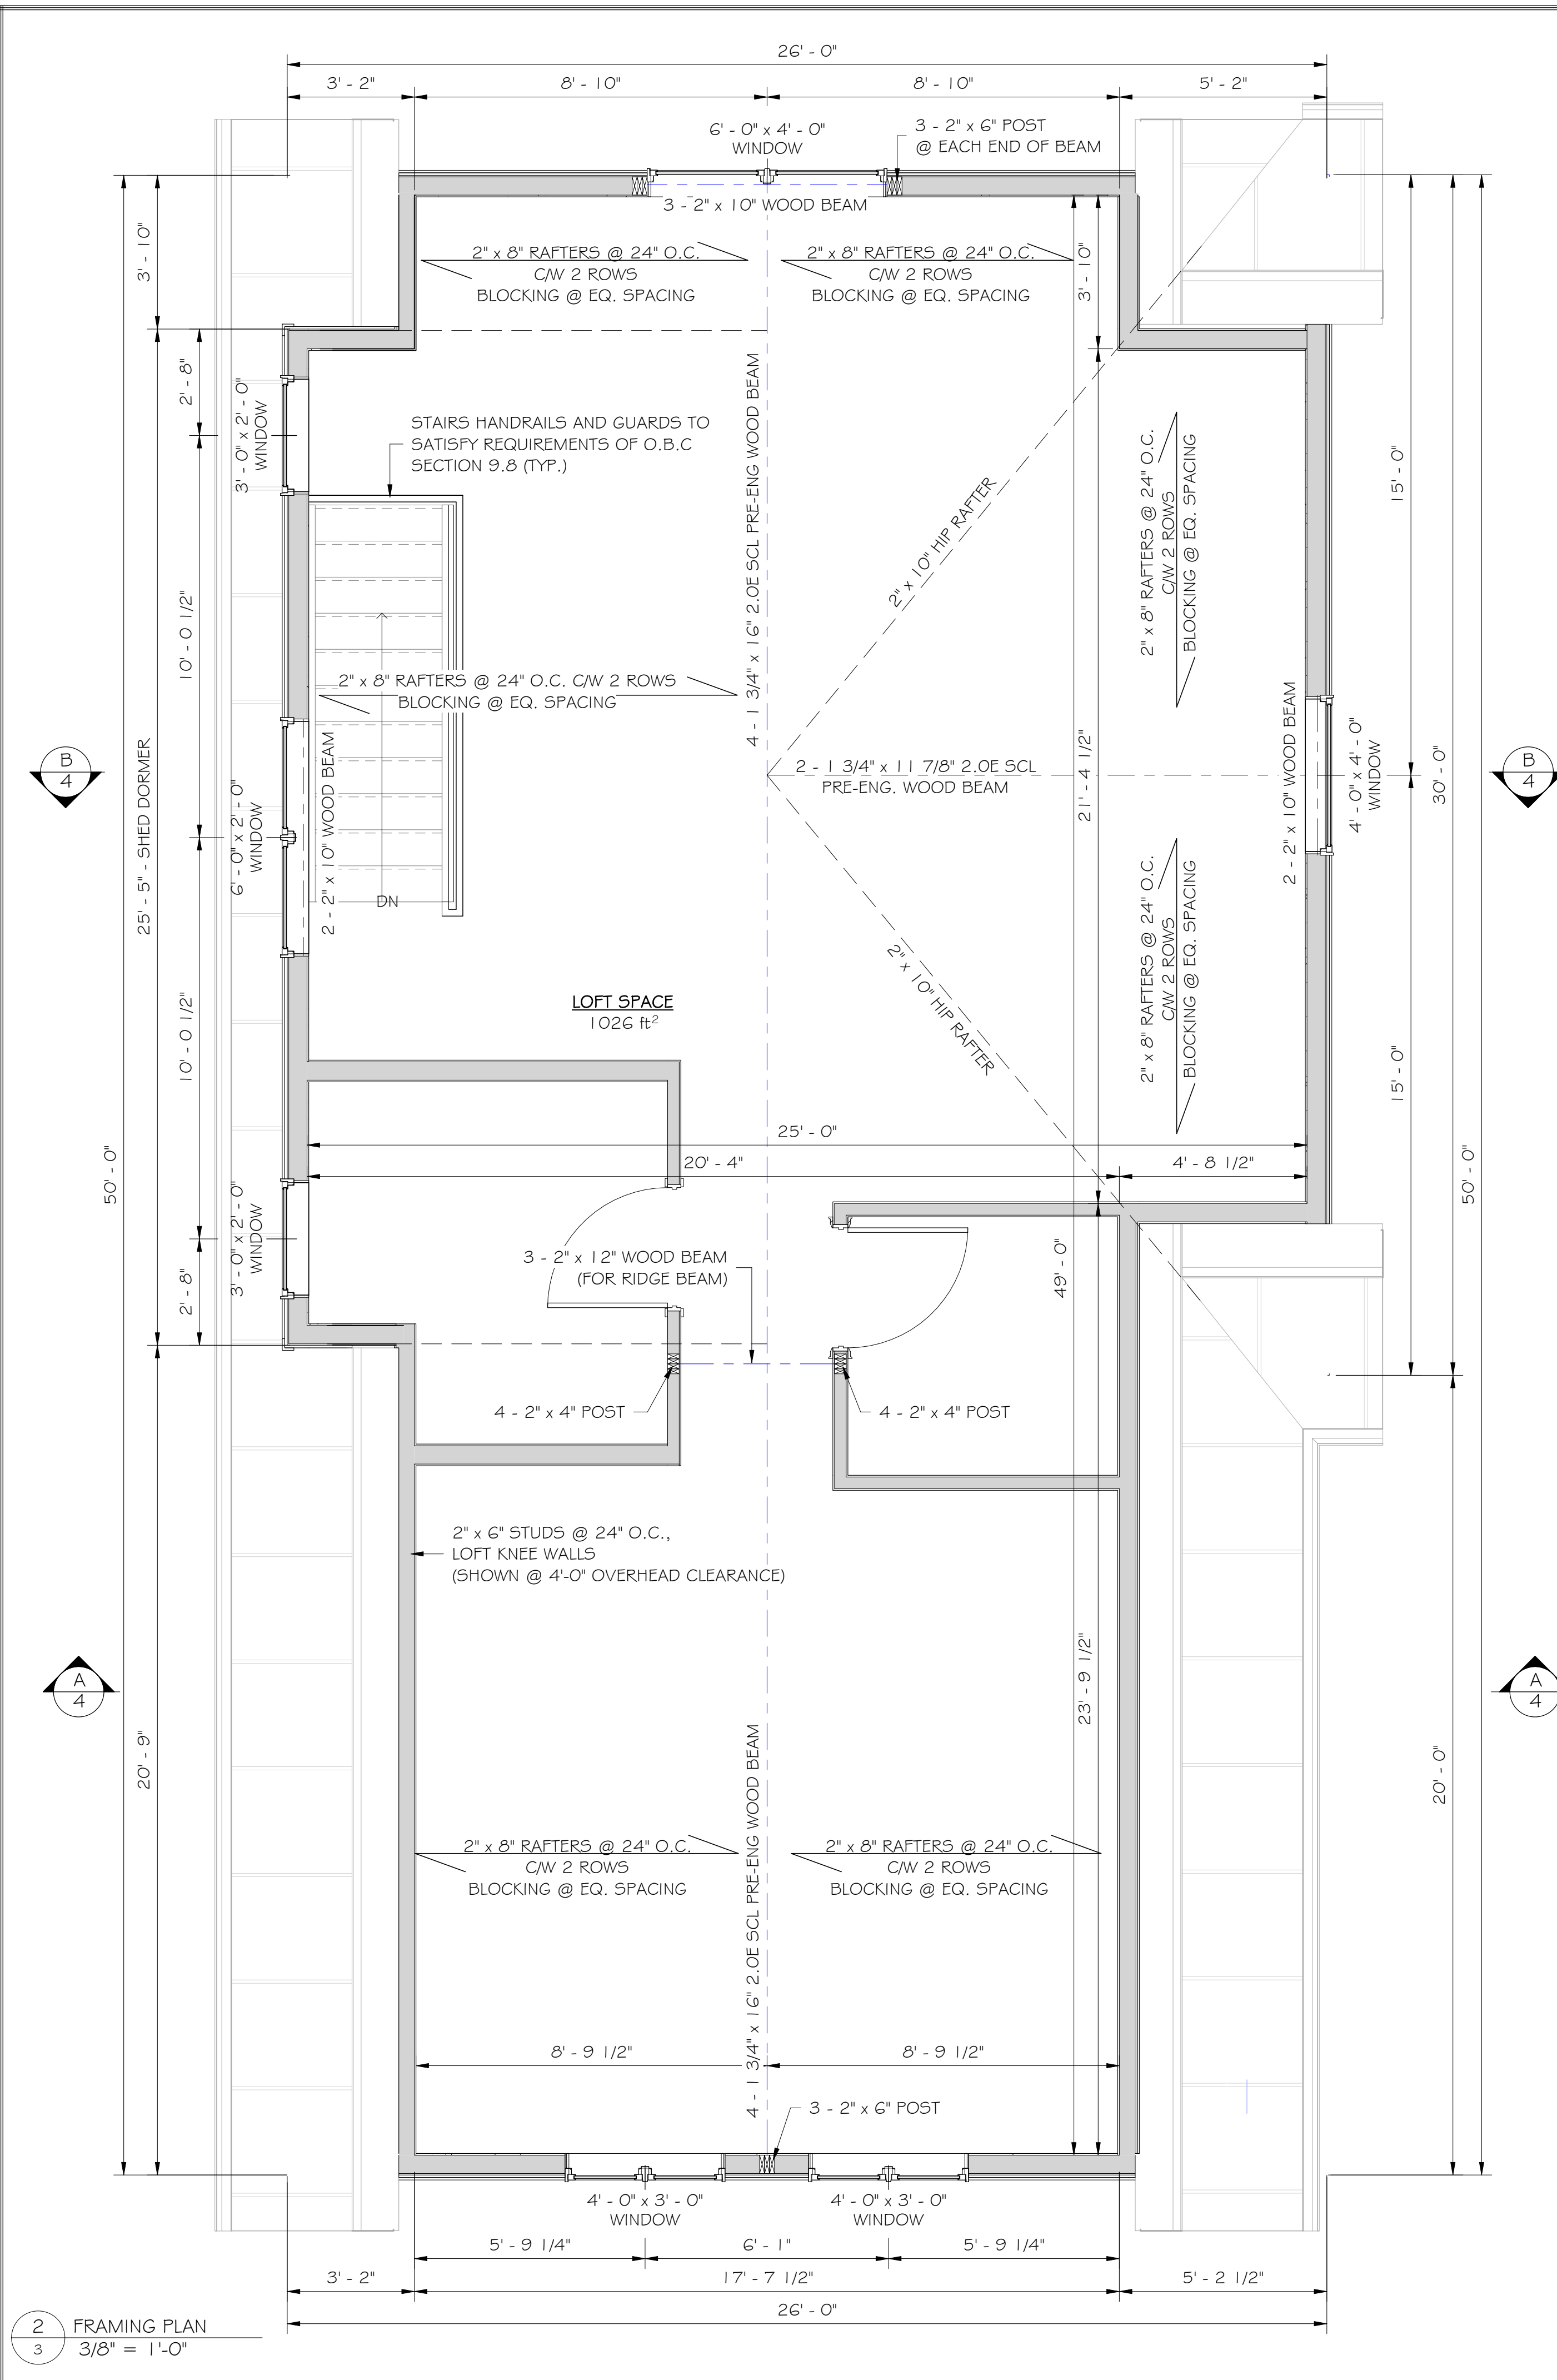 26' - 0"
3' - 2"
8' - 10"
8' - 10"
5' - 2"
6' - 0" x 4' - 0"
WINDOW
3 - 2" x 6" POST
@ EACH END OF BEAM
3 - 2" x 10" WOOD BEAM
3' - 10"
2" x 8" RAFTERS @ 24" O.C.
C/W 2 ROWS
BLOCKING @ EQ. SPACING
2" x 8" RAFTERS @ 24" O.C.
C/W 2 ROWS
BLOCKING @ EQ. SPACING
3' - 10"
2' - 8"
3' - 0" x 2' - 0"
WINDOW
STAIRS HANDRAILS AND GUARDS TO
SATISFY REQUIREMENTS OF O.B.C
SECTION 9.8 (TYP.)
4 - 1 3/4" x 16" 2.0E SCL PRE-ENG WOOD BEAM
2" x 10" HIP RAFTER
2" x 8" RAFTERS @ 24" O.C.
C/W 2 ROWS
BLOCKING @ EQ. SPACING
15' - 0"
10' - 0 1/2"
2" x 8" RAFTERS @ 24" O.C. C/W 2 ROWS
BLOCKING @ EQ. SPACING
B
4
25' - 5" - SHED DORMER
6' - 0" x 2' - 0"
WINDOW
2 - 2" x 10" WOOD BEAM
DN
2 - 1 3/4" x 11 7/8" 2.0E SCL
PRE-ENG. WOOD BEAM
21' - 4 1/2"
2 - 2" x 10" WOOD BEAM
4' - 0" x 4' - 0"
WINDOW
30' - 0"
B
4
2" x 10" HIP RAFTER
2" x 8" RAFTERS @ 24" O.C.
C/W 2 ROWS
BLOCKING @ EQ. SPACING
LOFT SPACE
1026 ft²
10' - 0 1/2"
15' - 0"
50' - 0"
25' - 0"
20' - 4"
4' - 8 1/2"
50' - 0"
3' - 0" x 2' - 0"
WINDOW
2' - 8"
3 - 2" x 12" WOOD BEAM
(FOR RIDGE BEAM)
49' - 0"
4 - 2" x 4" POST
4 - 2" x 4" POST
2" x 6" STUDS @ 24" O.C.,
LOFT KNEE WALLS
(SHOWN @ 4'-0" OVERHEAD CLEARANCE)
A
4
23' - 9 1/2"
A
4
20' - 9"
20' - 0"
4 - 1 3/4" x 16" 2.0E SCL PRE-ENG WOOD BEAM
2" x 8" RAFTERS @ 24" O.C.
C/W 2 ROWS
BLOCKING @ EQ. SPACING
2" x 8" RAFTERS @ 24" O.C.
C/W 2 ROWS
BLOCKING @ EQ. SPACING
8' - 9 1/2"
8' - 9 1/2"
3 - 2" x 6" POST
4' - 0" x 3' - 0"
WINDOW
4' - 0" x 3' - 0"
WINDOW
5' - 9 1/4"
6' - 1"
5' - 9 1/4"
3' - 2"
17' - 7 1/2"
5' - 2 1/2"
26' - 0"
2
3
FRAMING PLAN
3/8" = 1'-0"